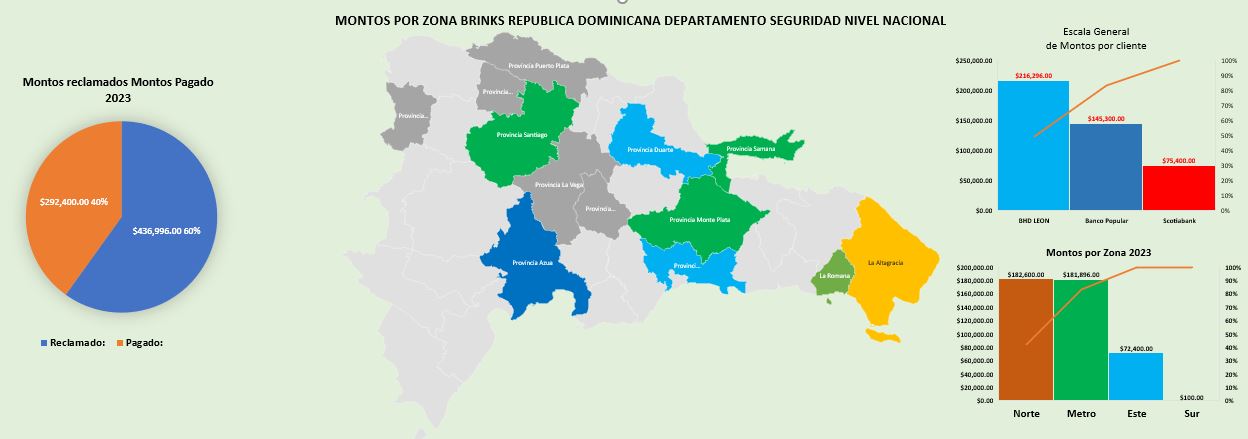 MONTOS POR ZONA BRINKS REPUBLICA DOMINICANA DEPARTAMENTO SEGURIDAD NIVEL NACIONAL
Montos reclamados Montos Pagado
2023
$292,400.00 40%
$436,996.00 60%
Reclamado:
Pagado:
Provincia Puerto Plata
Provincia...
Provincia...
Provincia Santiago
Provincia Duarte
Provincia Samana
Provincia La Vega
Provincia...
Provincia Monte Plata
Provincia Azua
Provinci...
La Romana
La Altagracia
Escala General
de Montos por cliente
$250,000.00
$200,000.00
$150,000.00
$100,000.00
$50,000.00
$0.00
$216,296.00
$145,300.00
$75,400.00
100%
90%
80%
70%
60%
50%
40%
30%
20%
10%
0%
BHD LEON
Banco Popular
Scotiabank
Montos por Zona 2023
$200,000.00
$180,000.00
$160,000.00
$140,000.00
$120,000.00
$100,000.00
$80,000.00
$60,000.00
$40,000.00
$20,000.00
$0.00
$182,600.00
$181,896.00
$72,400.00
$100.00
100%
90%
80%
70%
60%
50%
40%
30%
20%
10%
0%
Norte
Metro
Este
Sur